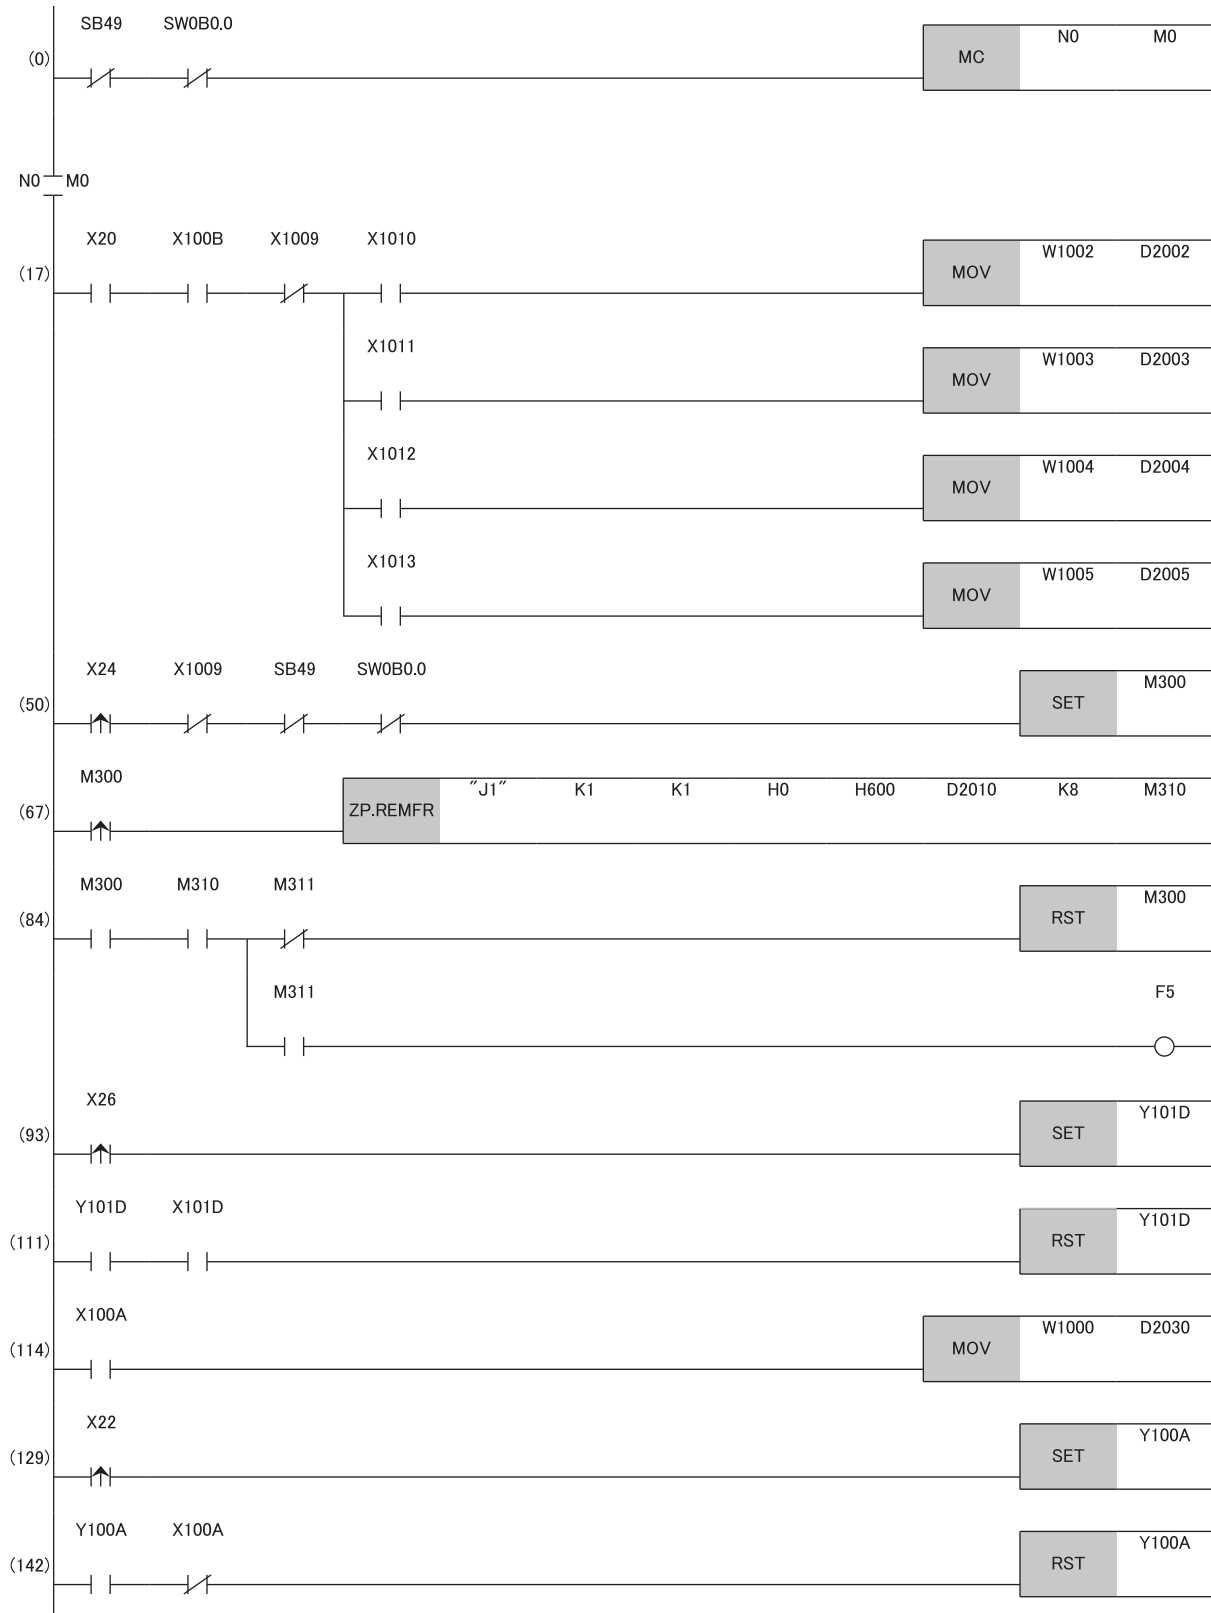 SB49 SW0B0.0
(0) MC N0 M0
N0 M0
X20 X100B X1009 X1010
(17) MOV W1002 D2002
X1011
MOV W1003 D2003
X1012
MOV W1004 D2004
X1013
MOV W1005 D2005
X24 X1009 SB49 SW0B0.0
(50) SET M300
M300
(67) ZP.REMFR "J1" K1 K1 H0 H600 D2010 K8 M310
M300 M310 M311
(84) RST M300
M311 F5
X26
(93) SET Y101D
Y101D X101D
(111) RST Y101D
X100A
(114) MOV W1000 D2030
X22
(129) SET Y100A
Y100A X100A
(142) RST Y100A